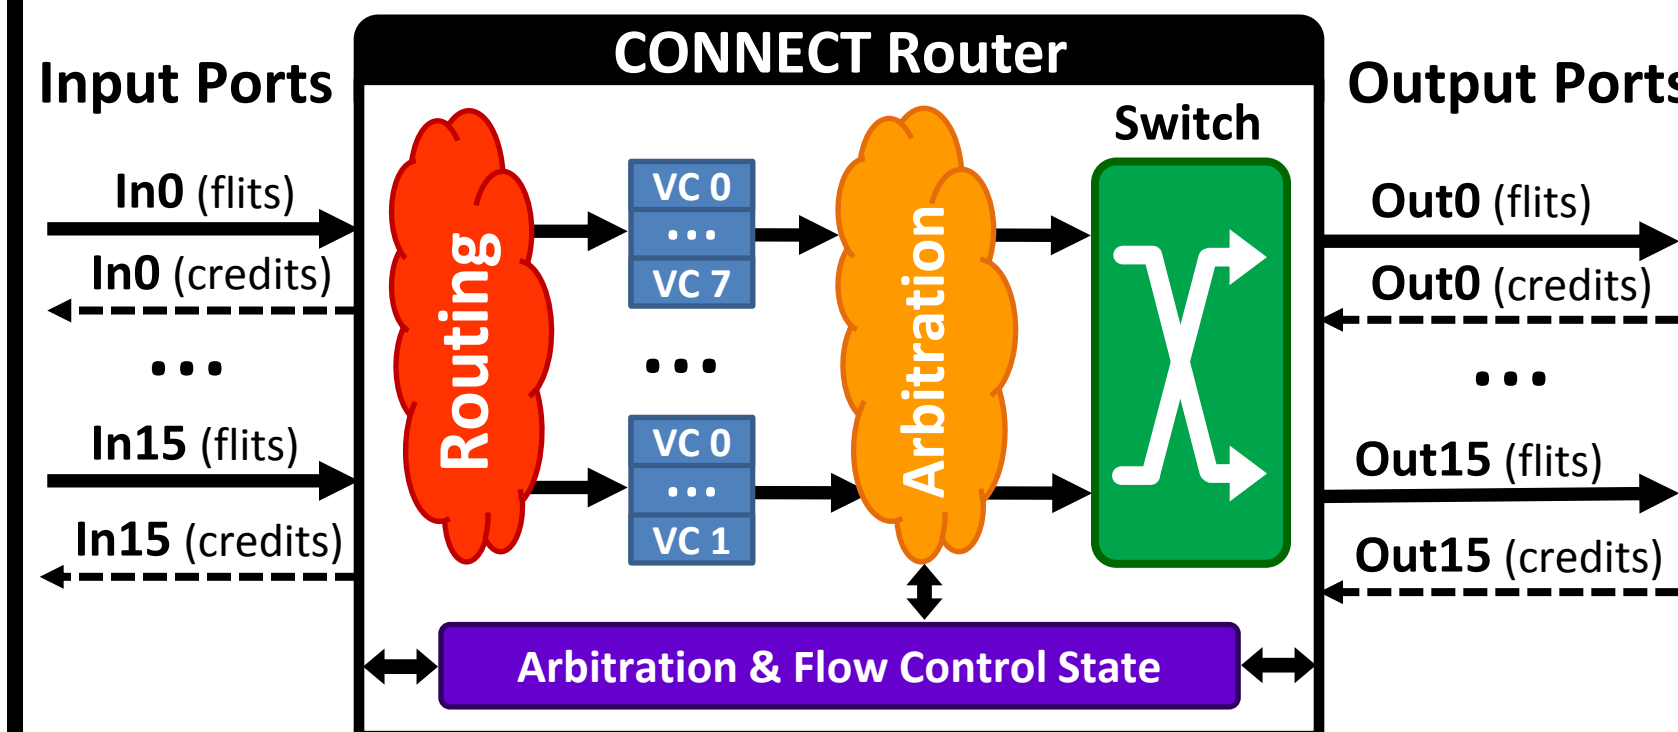 CONNECT Router
Input Ports
Output Ports
Switch
In0 (flits)
In0 (credits)
...
In15 (flits)
In15 (credits)
Routing
VC 0
...
VC 7
...
VC 0
...
VC 1
Arbitration
Out0 (flits)
Out0 (credits)
...
Out15 (flits)
Out15 (credits)
Arbitration & Flow Control State